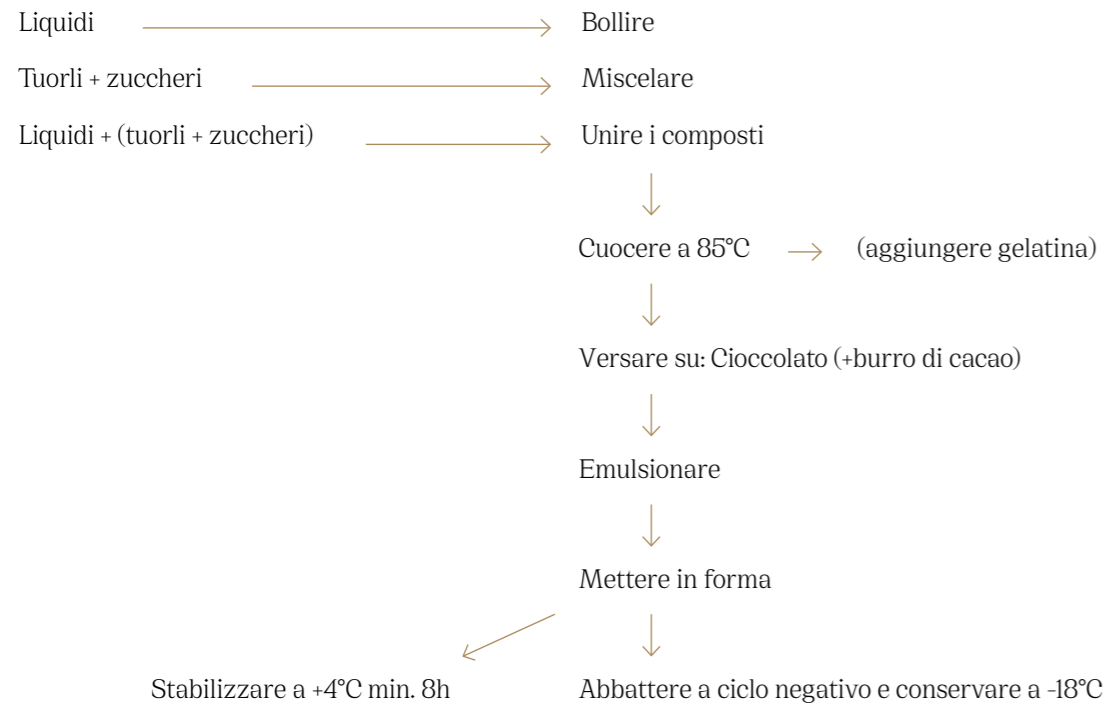 Liquidi
Bollire
Tuorli + zuccheri
Miscelare
Liquidi + (tuorli + zuccheri)
Unire i composti
Cuocere a 85°C
(aggiungere gelatina)
Versare su: Cioccolato (+burro di cacao)
Emulsionare
Mettere in forma
Stabilizzare a +4°C min. 8h
Abbattere a ciclo negativo e conservare a -18°C